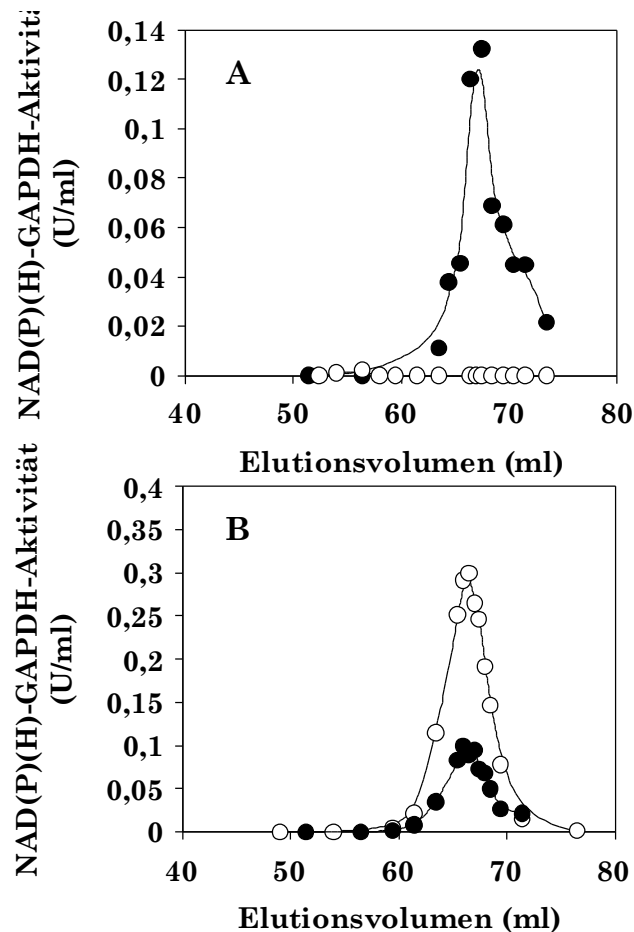 NAD(P)(H)-GAPDH-Aktivitä
(U/ml)
A
0,14
0,12
0,1
0,08
0,06
0,04
0,02
0
40 50 60 70 80
Elutionsvolumen (ml)
NAD(P)(H)-GAPDH-Aktivität
(U/ml)
B
0,4
0,35
0,3
0,25
0,2
0,15
0,1
0,05
0
40 50 60 70 80
Elutionsvolumen (ml)